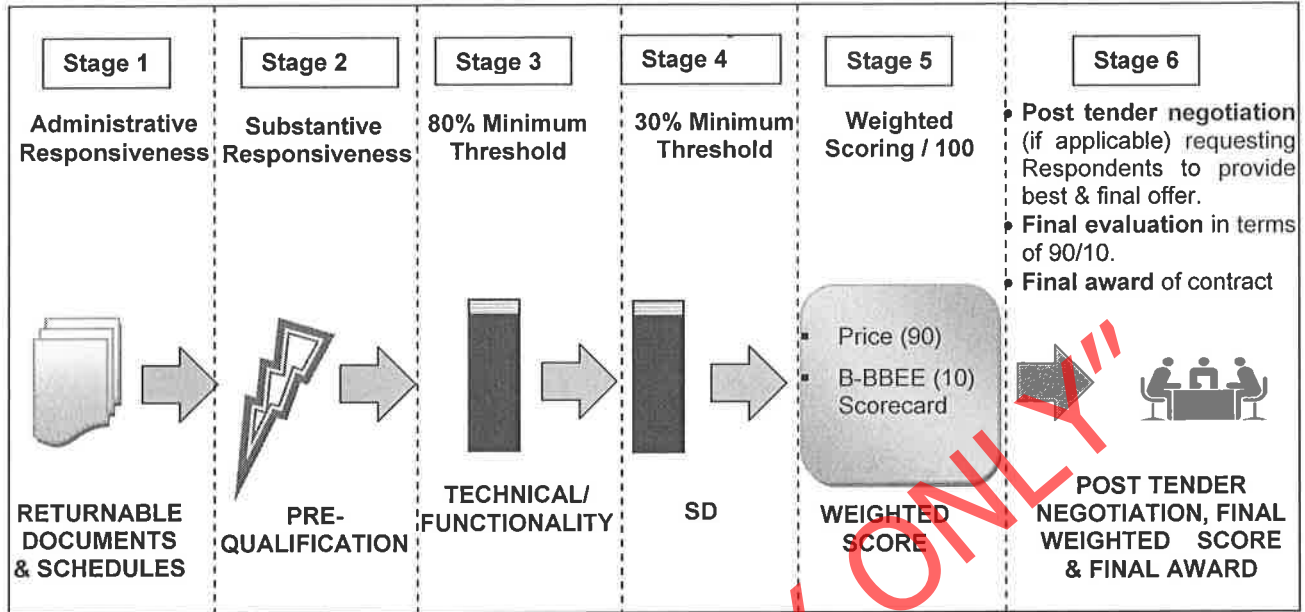 Stage 1
Administrative
Responsiveness
RETURNABLE
DOCUMENTS
& SCHEDULES
Stage 2
Substantive
Responsiveness
PRE-
QUALIFICATION
Stage 3
80% Minimum
Threshold
TECHNICAL/
FUNCTIONALITY
Stage 4
30% Minimum
Threshold
SD
Stage 5
Weighted
Scoring / 100
▪ Price (90)
▪ B-BBEE (10)
Scorecard
WEIGHTED
SCORE
Stage 6
• Post tender negotiation
(if applicable) requesting
Respondents to provide
best & final offer.
• Final evaluation in terms
of 90/10.
• Final award of contract
POST TENDER
NEGOTIATION, FINAL
WEIGHTED SCORE
& FINAL AWARD
ONLY"